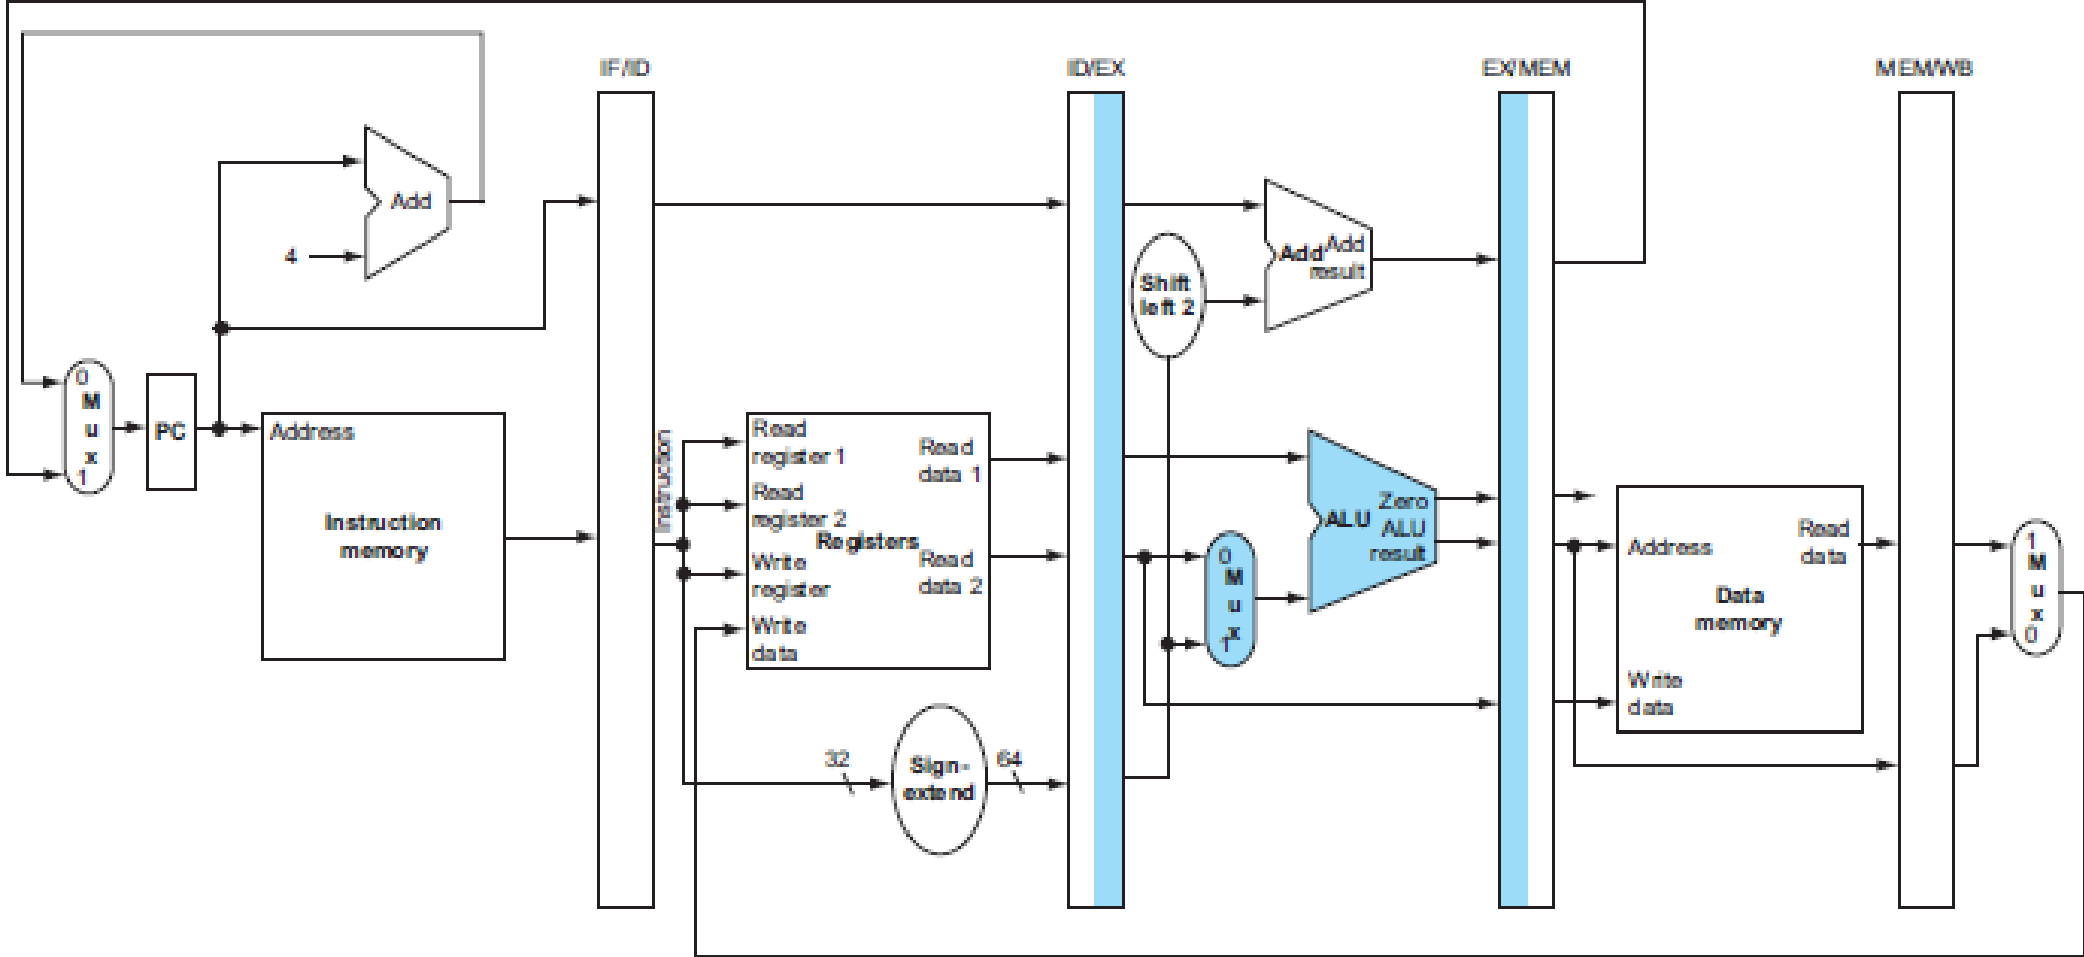 IF/ID
ID/EX
EX/MEM
MEM/WB
Add
4
Add Add
result
Shift
left 2
0
M
u
x
1
PC
Address
Instruction
memory
Instruction
Read
register 1
Read
register 2
Registers
Write
register
Write
data
Read
data 1
Read
data 2
0
M
u
x
1
ALU
Zero
ALU
result
Address
Read
data
Data
memory
Write
data
1
M
u
x
0
32
Sign-
extend
64